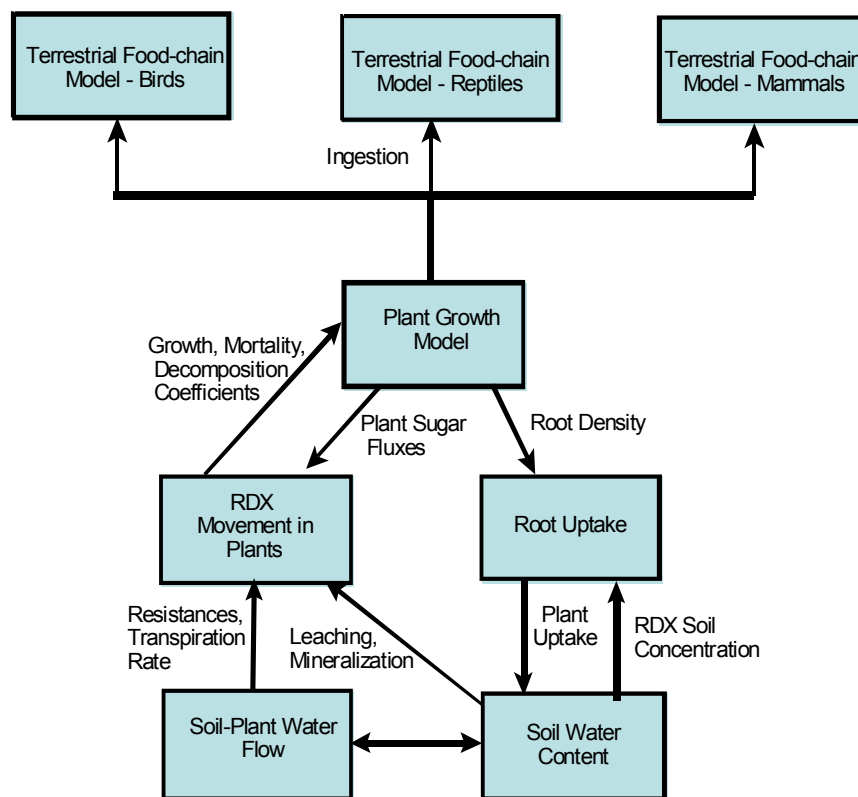 Terrestrial Food-chain
Model - Birds
Terrestrial Food-chain
Model - Reptiles
Terrestrial Food-chain
Model - Mammals
Ingestion
Plant Growth
Model
Growth, Mortality,
Decomposition
Coefficients
Plant Sugar
Fluxes
Root Density
RDX
Movement in
Plants
Root Uptake
Resistances,
Transpiration
Rate
Leaching,
Mineralization
Plant
Uptake
RDX Soil
Concentration
Soil-Plant Water
Flow
Soil Water
Content